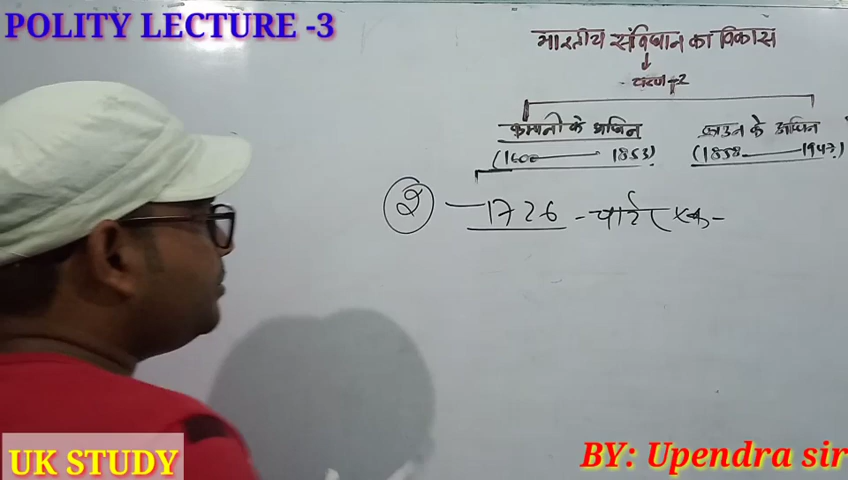 POLITY LECTURE -3
भारतीय संविधान का विकास
चरण-2
कम्पनी के अधिन क्राउन के अधिन
(1600 — 1853) (1858 — 1947)
२ — 1726 - चार्टर एक्ट -
UK STUDY
BY: Upendra sir